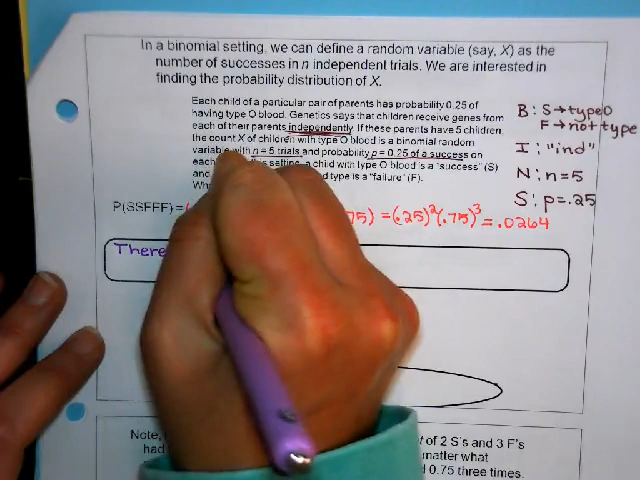 In a binomial setting, we can define a random variable (say, X) as the
number of successes in n independent trials. We are interested in
finding the probability distribution of X.
Each child of a particular pair of parents has probability 0.25 of
having type O blood. Genetics says that children receive genes from
each of their parents independently. If these parents have 5 children,
the count X of children with type O blood is a binomial random
variable with n = 5 trials and probability p = 0.25 of a success on
each setting, a child with type O blood is a "success" (S)
and type is a "failure" (F).
B: S→type O
F→not type
I: "ind"
N: n=5
S: p=.25
P(SSFFF) = 75) = (.25)²(.75)³ = .0264
There
Note, of 2 S's and 3 F's
had matter what
0.75 three times.